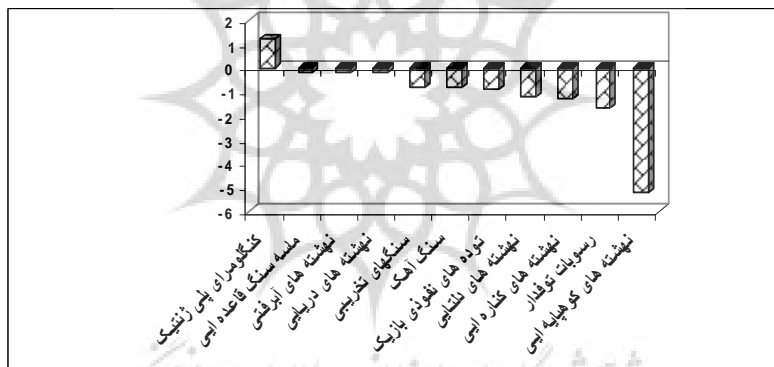 2
1
0
-1
-2
-3
-4
-5
-6
کنگلومرای پلی ژنتیک
ماسه سنگ قاعده ایی
نهشته های آبرفتی
نهشته های دریایی
سنگهای تخریبی
سنگ آهک
توده های نفوذی بازیک
نهشته های دلتایی
نهشته های کناره ایی
رسوبات نوفدار
نهشته های کوهپایه ایی